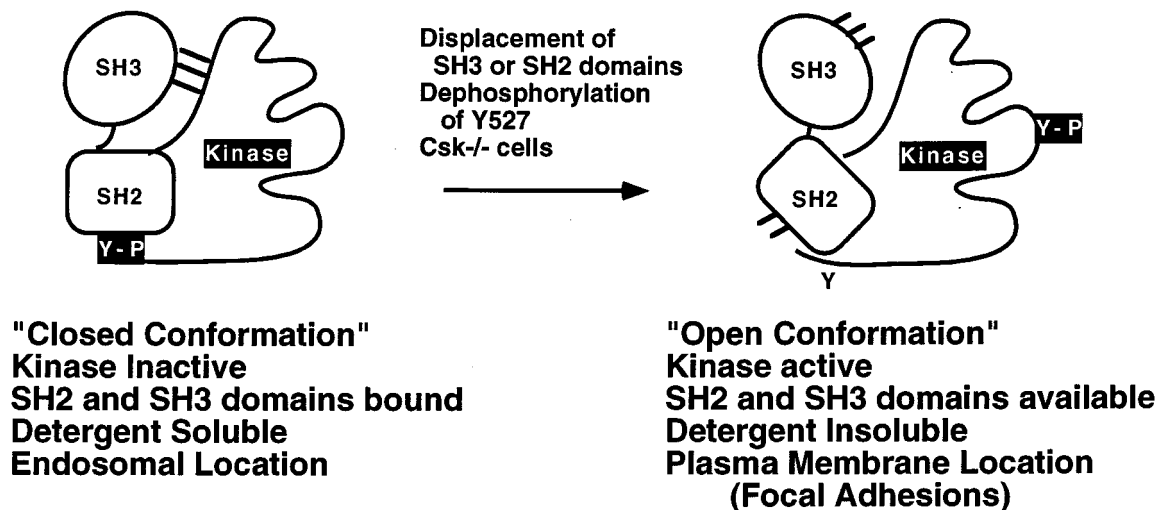 SH3
Kinase
SH2
Y - P
Displacement of
SH3 or SH2 domains
Dephosphorylation
of Y527
Csk-/- cells
SH3
Y - P
Kinase
SH2
Y
"Closed Conformation"
Kinase Inactive
SH2 and SH3 domains bound
Detergent Soluble
Endosomal Location
"Open Conformation"
Kinase active
SH2 and SH3 domains available
Detergent Insoluble
Plasma Membrane Location
(Focal Adhesions)